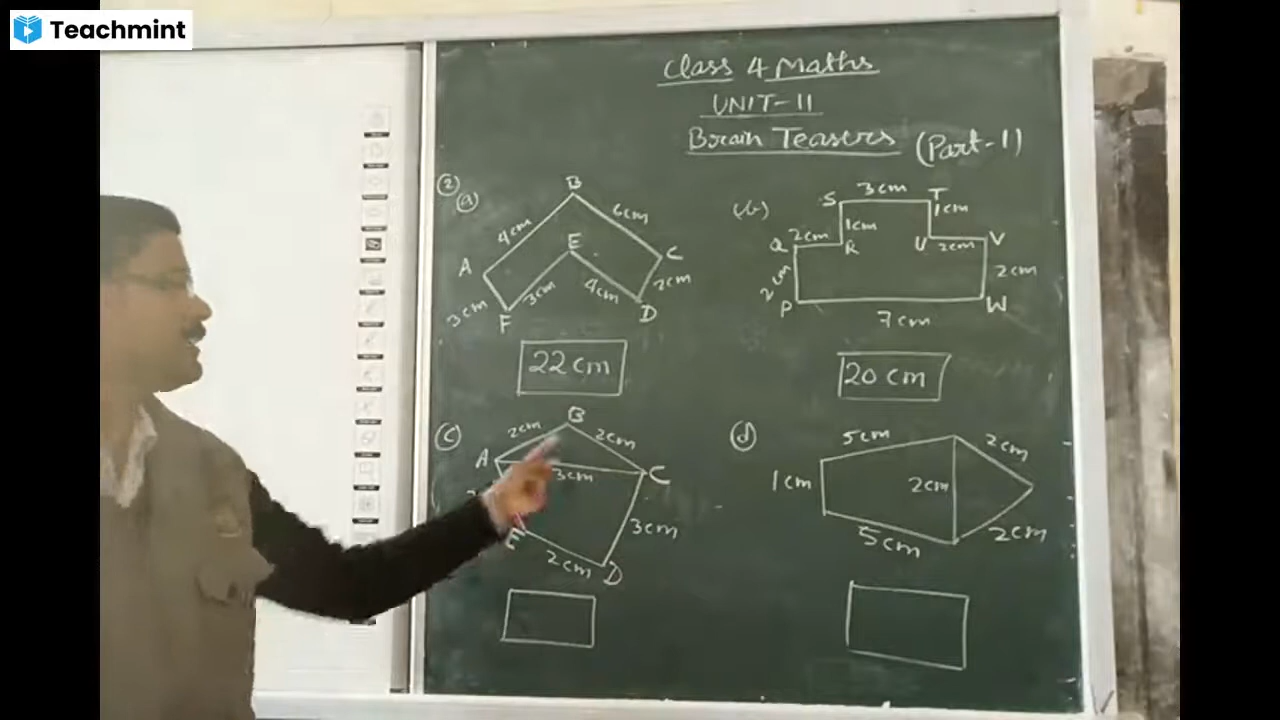 Teachmint
Class 4 Maths
UNIT-11
Brain Teasers (Part-1)
②
ⓐ
B
4cm
6cm
E
A
C
3cm
3cm
4cm
2cm
F
D
22 cm
(b)
S
3cm
T
1cm
1cm
Q
2cm
R
U
2cm
V
2cm
2cm
P
7cm
W
20 cm
ⓒ
B
2cm
2cm
A
3cm
C
3cm
E
2cm
D
ⓓ
5cm
2cm
1cm
2cm
5cm
2cm